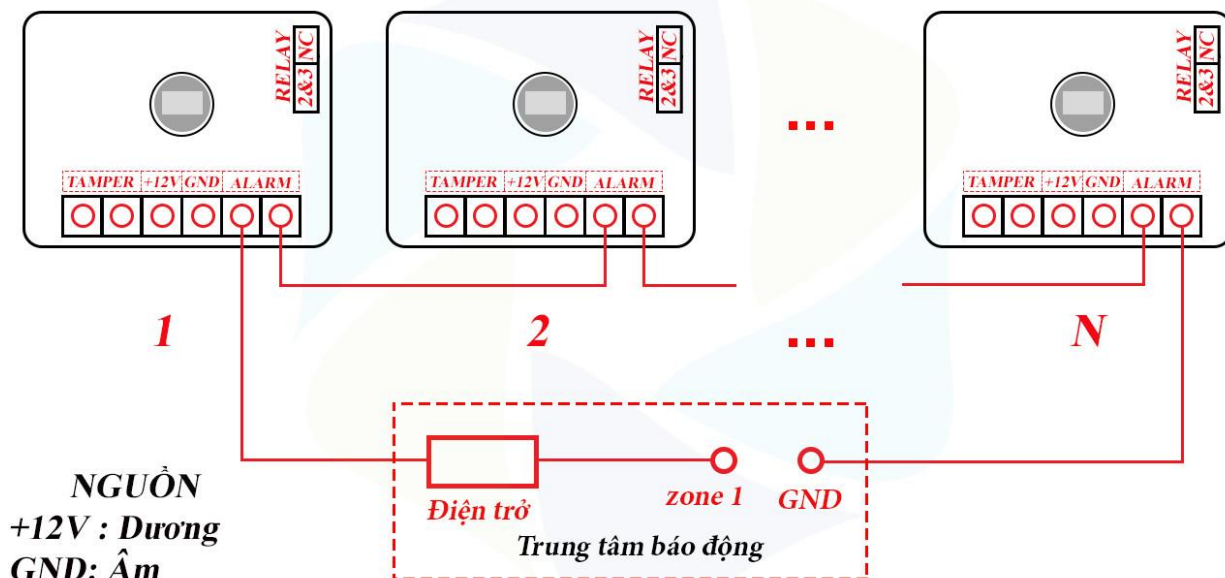 RELAY
2&3 NC
RELAY
2&3 NC
RELAY
2&3 NC
...
TAMPER +12V GND ALARM
TAMPER +12V GND ALARM
TAMPER +12V GND ALARM
1 2 ... N
Điện trở
zone 1
GND
Trung tâm báo động
NGUỒN
+12V : Dương
GND: Âm